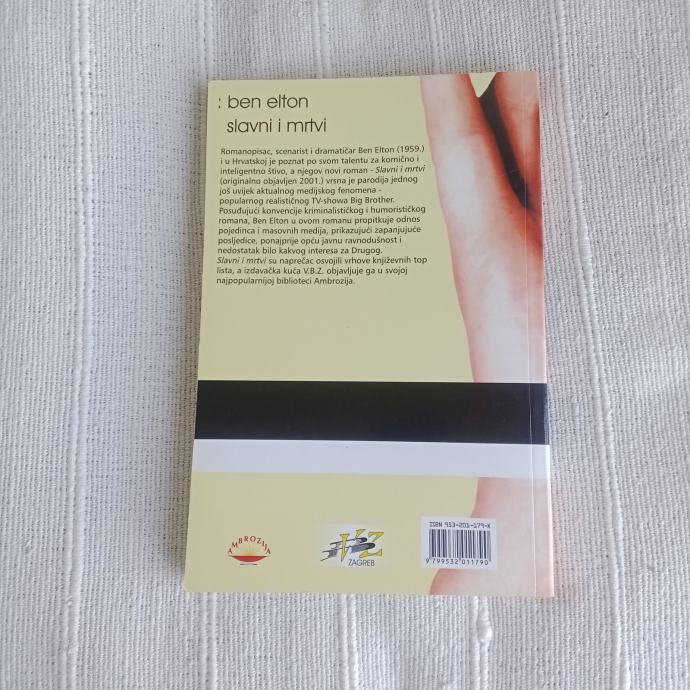 : ben elton
slavni i mrtvi
Romanopisac, scenarist i dramatičar Ben Elton (1959.)
i u Hrvatskoj je poznat po svom talentu za komično i
inteligentno štivo, a njegov novi roman - Slavni i mrtvi
(originalno objavljen 2001.) vrsna je parodija jednog
još uvijek aktualnog medijskog fenomena -
popularnog realističnog TV-showa Big Brother.
Posuđujući konvencije kriminalističkog i humorističkog
romana, Ben Elton u ovom romanu propitkuje odnos
pojedinca i masovnih medija, prikazujući zapanjujuće
posljedice, ponajprije opću javnu ravnodušnost i
nedostatak bilo kakvog interesa za Drugog.
Slavni i mrtvi su naprečac osvojili vrhove književnih top
lista, a izdavačka kuća V.B.Z. objavljuje ga u svojoj
najpopularnijoj biblioteci Ambrozija.
AMBROZIJA
VBZ
ZAGREB
ISBN 953-201-179-X
9 799532 011790